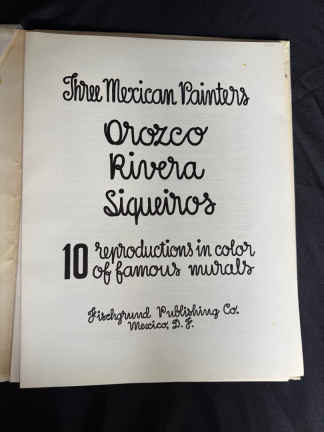 Three Mexican Painters
Orozco
Rivera
Siqueiros
10 reproductions in color
of famous murals
Fischgrund Publishing Co.
Mexico, D. F.